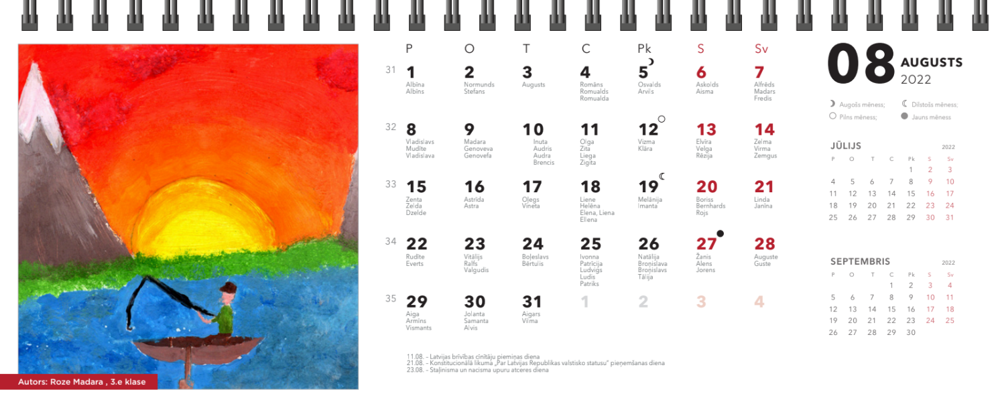 P O T C Pk S Sv
31 1 2 3 4 5 6 7
Albīna Normunds Augusts Romāns Osvalds Askolds Alfrēds
Albīns Stefans Romualds Arvils Aisma Madars
Romualda Fredis
32 8 9 10 11 12 13 14
Vladislavs Madara Inuta Olga Vizma Elvīra Zelma
Mudīte Genoveva Audris Zita Klāra Velga Virma
Vladislava Genovefa Audra Liega Rēzija Zemgus
Brencis Zigita
33 15 16 17 18 19 20 21
Zenta Astrīda Oļegs Liene Melānija Boriss Linda
Zelda Astra Vineta Helēna Imanta Bernhards Janīna
Dzelde Elena, Liena Rojs
Ellena
34 22 23 24 25 26 27 28
Rudīte Vitālijs Boļeslavs Ivonna Natālija Žanis Auguste
Everts Ralfs Bērtulis Patrīcija Broņislava Alens Guste
Valgudis Ludvigs Broņislavs Jorens
Ludis Tālija
Patriks
35 29 30 31 1 2 3 4
Aiga Jolanta Aigars
Armīns Samanta Vilma
Vismants Alvis
11.08. - Latvijas brīvības cīnītāju piemiņas diena
21.08. - Konstitucionālā likuma „Par Latvijas Republikas valstisko statusu" pieņemšanas diena
23.08. - Staļinisma un nacisma upuru atceres diena
08 AUGUSTS
2022
Augošs mēness; Dilstošs mēness;
Pilns mēness; Jauns mēness
JŪLIJS 2022
P O T C Pk S Sv
1 2 3
4 5 6 7 8 9 10
11 12 13 14 15 16 17
18 19 20 21 22 23 24
25 26 27 28 29 30 31
SEPTEMBRIS 2022
P O T C Pk S Sv
1 2 3 4
5 6 7 8 9 10 11
12 13 14 15 16 17 18
19 20 21 22 23 24 25
26 27 28 29 30
Autors: Roze Madara , 3.e klase